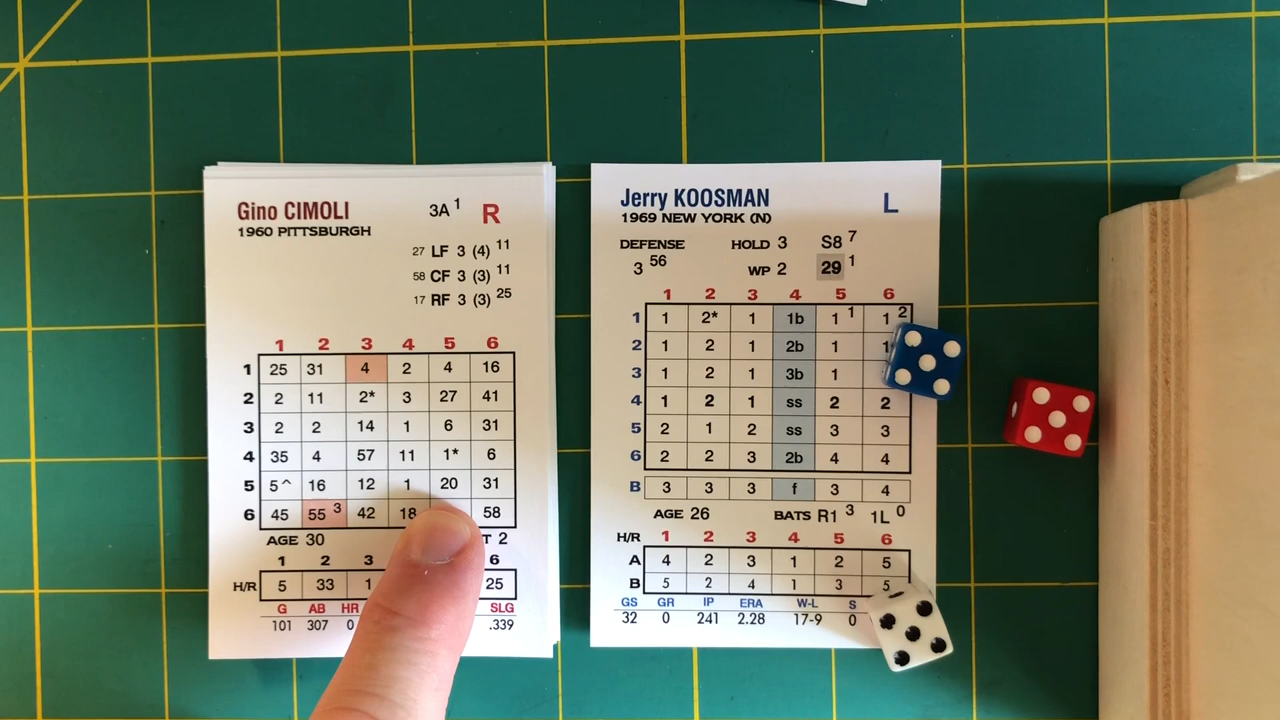 Gino CIMOLI
1960 PITTSBURGH
3A 1 R
27 LF 3 (4) 11
58 CF 3 (3) 11
17 RF 3 (3) 25
1 2 3 4 5 6
1 25 31 4 2 4 16
2 2 11 2* 3 27 41
3 2 2 14 1 6 31
4 35 4 57 11 1* 6
5 5^ 16 12 1 20 31
6 45 55 3 42 18 58
AGE 30 T 2
1 2 3 6
H/R 5 33 1 25
G AB HR SLG
101 307 0 .339
Jerry KOOSMAN
1969 NEW YORK (N)
L
DEFENSE HOLD 3 S8 7
3 56 WP 2 29 1
1 2 3 4 5 6
1 1 2* 1 1b 1 1 1 2
2 1 2 1 2b 1 1
3 1 2 1 3b 1
4 1 2 1 ss 2 2
5 2 1 2 ss 3 3
6 2 2 3 2b 4 4
B 3 3 3 f 3 4
AGE 26 BATS R1 3 1L 0
H/R 1 2 3 4 5 6
A 4 2 3 1 2 5
B 5 2 4 1 3 5
GS GR IP ERA W-L S
32 0 241 2.28 17-9 0